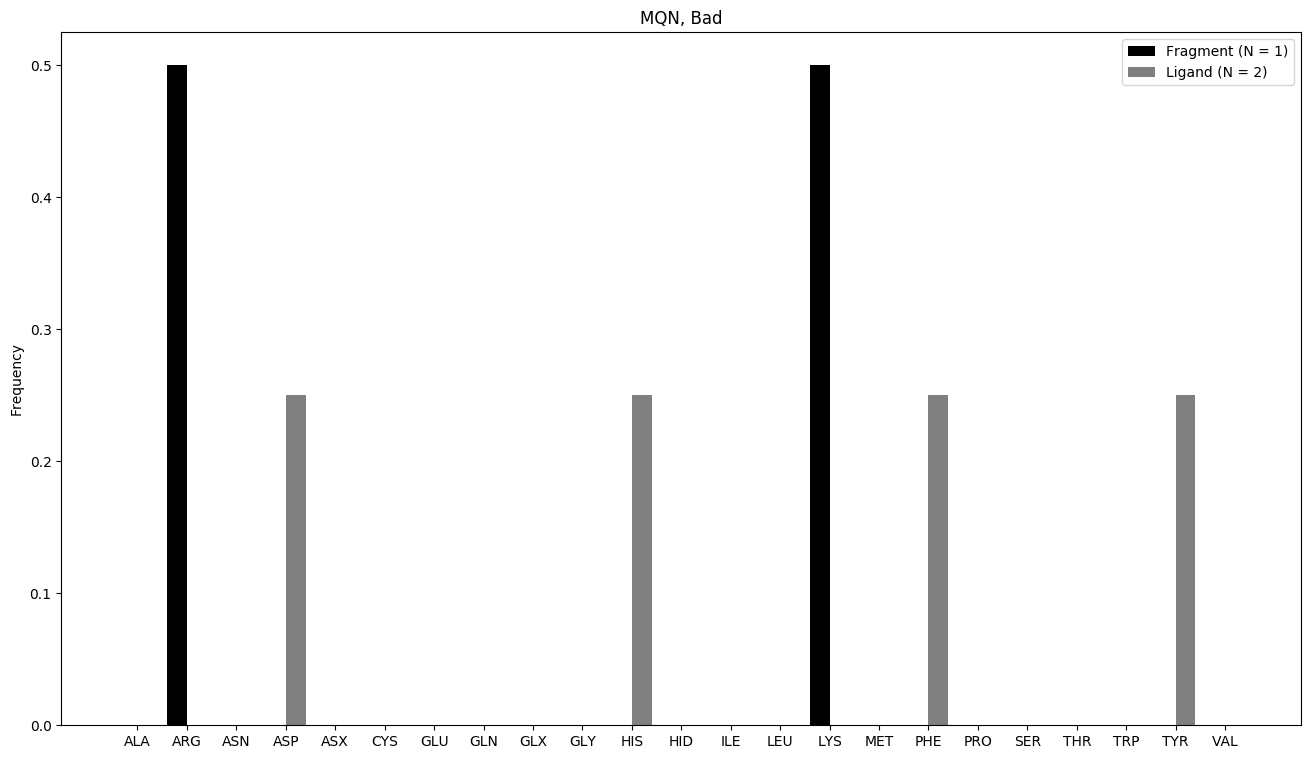 MQN, Bad
Fragment (N = 1)
Ligand (N = 2)
Frequency
0.5
0.4
0.3
0.2
0.1
0.0
ALA ARG ASN ASP ASX CYS GLU GLN GLX GLY HIS HID ILE LEU LYS MET PHE PRO SER THR TRP TYR VAL